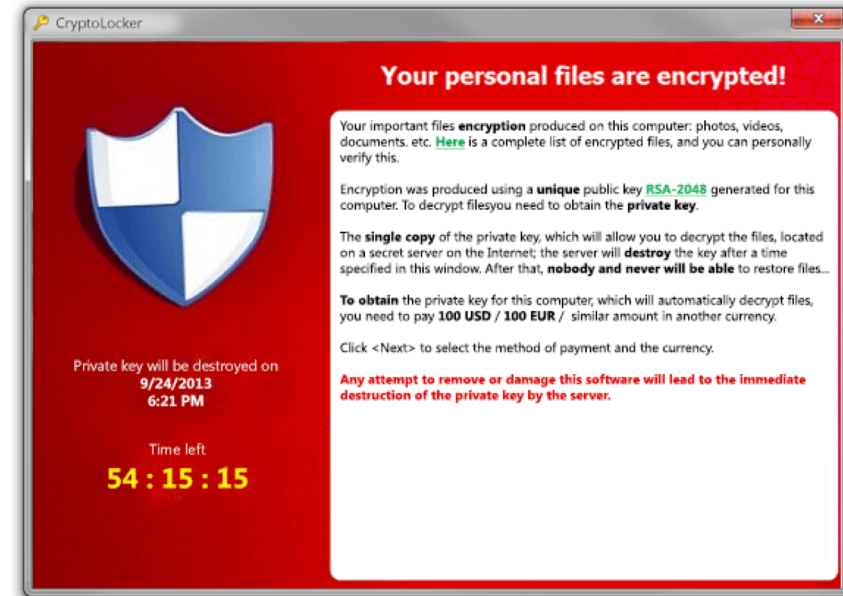 CryptoLocker
Your personal files are encrypted!
Your important files encryption produced on this computer: photos, videos,
documents. etc. Here is a complete list of encrypted files, and you can personally
verify this.
Encryption was produced using a unique public key RSA-2048 generated for this
computer. To decrypt filesyou need to obtain the private key.
The single copy of the private key, which will allow you to decrypt the files, located
on a secret server on the Internet; the server will destroy the key after a time
specified in this window. After that, nobody and never will be able to restore files...
To obtain the private key for this computer, which will automatically decrypt files,
you need to pay 100 USD / 100 EUR / similar amount in another currency.
Click <Next> to select the method of payment and the currency.
Any attempt to remove or damage this software will lead to the immediate
destruction of the private key by the server.
Private key will be destroyed on
9/24/2013
6:21 PM
Time left
54 : 15 : 15